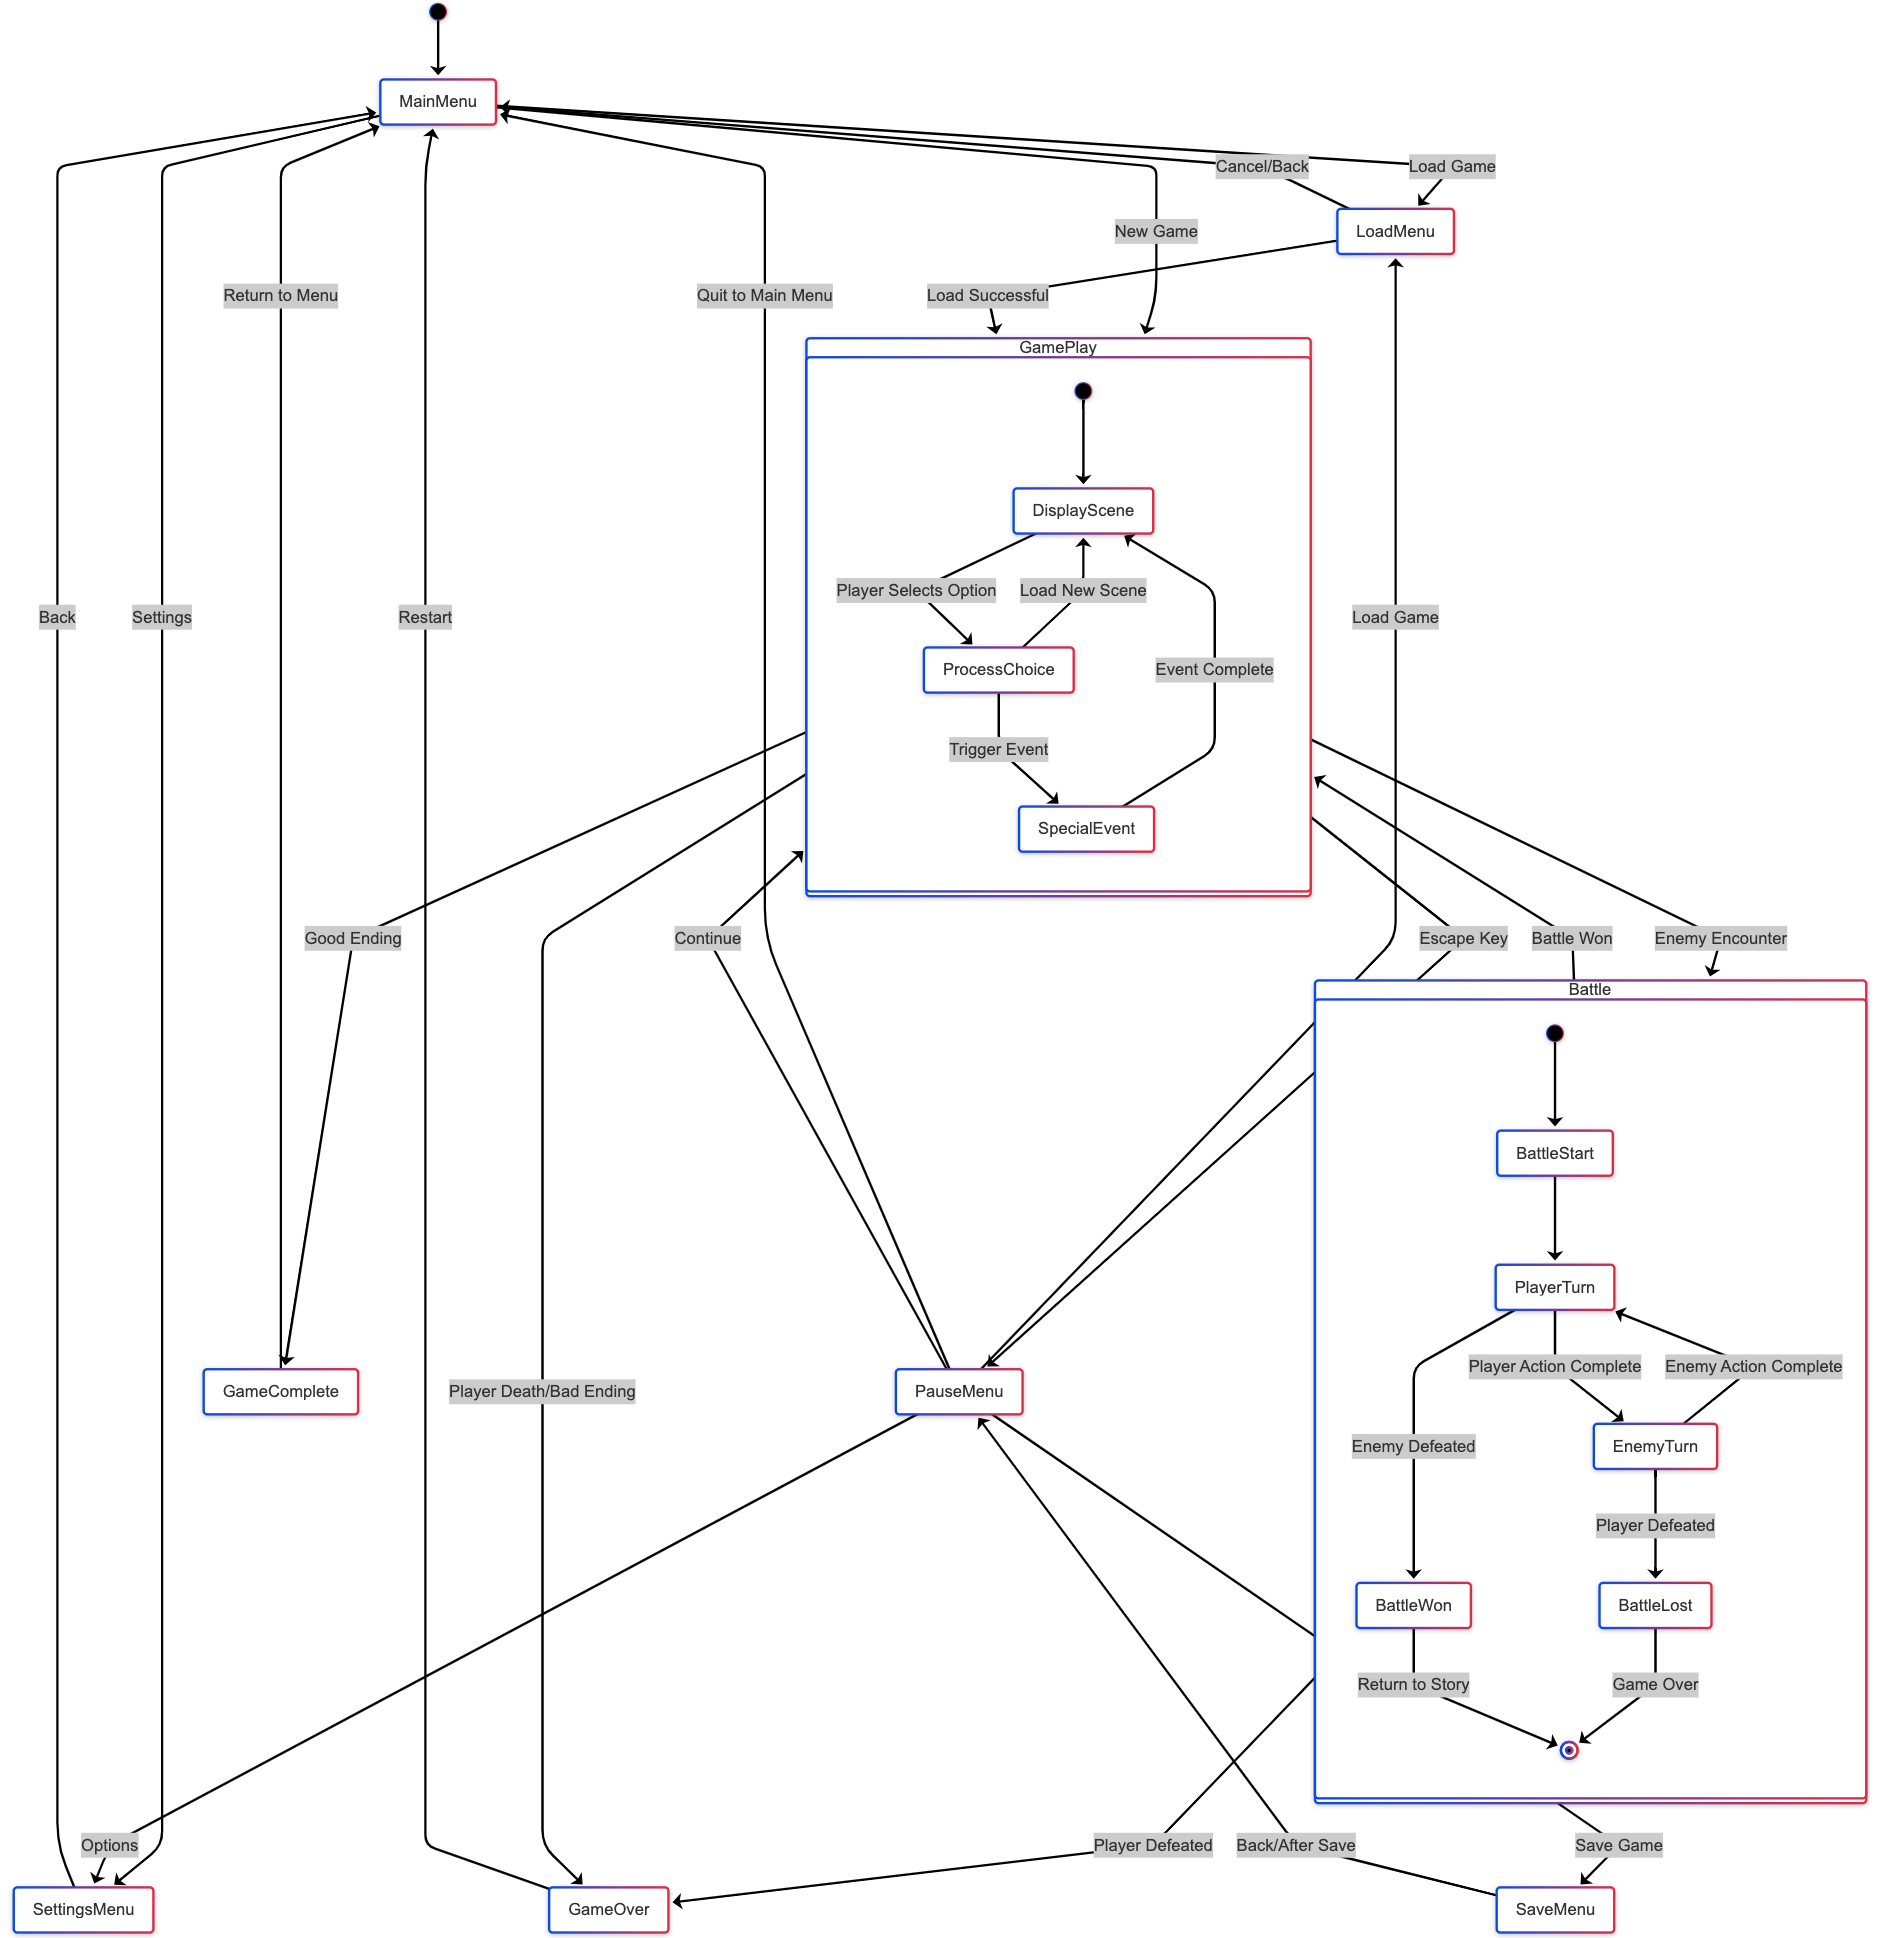 MainMenu
Cancel/Back
Load Game
New Game
LoadMenu
Return to Menu
Quit to Main Menu
Load Successful
GamePlay
DisplayScene
Player Selects Option
Load New Scene
Back
Settings
Restart
Load Game
ProcessChoice
Event Complete
Trigger Event
SpecialEvent
Good Ending
Continue
Escape Key
Battle Won
Enemy Encounter
Battle
BattleStart
PlayerTurn
Player Action Complete
Enemy Action Complete
GameComplete
Player Death/Bad Ending
PauseMenu
Enemy Defeated
EnemyTurn
Player Defeated
BattleWon
BattleLost
Return to Story
Game Over
Options
Player Defeated
Back/After Save
Save Game
SettingsMenu
GameOver
SaveMenu